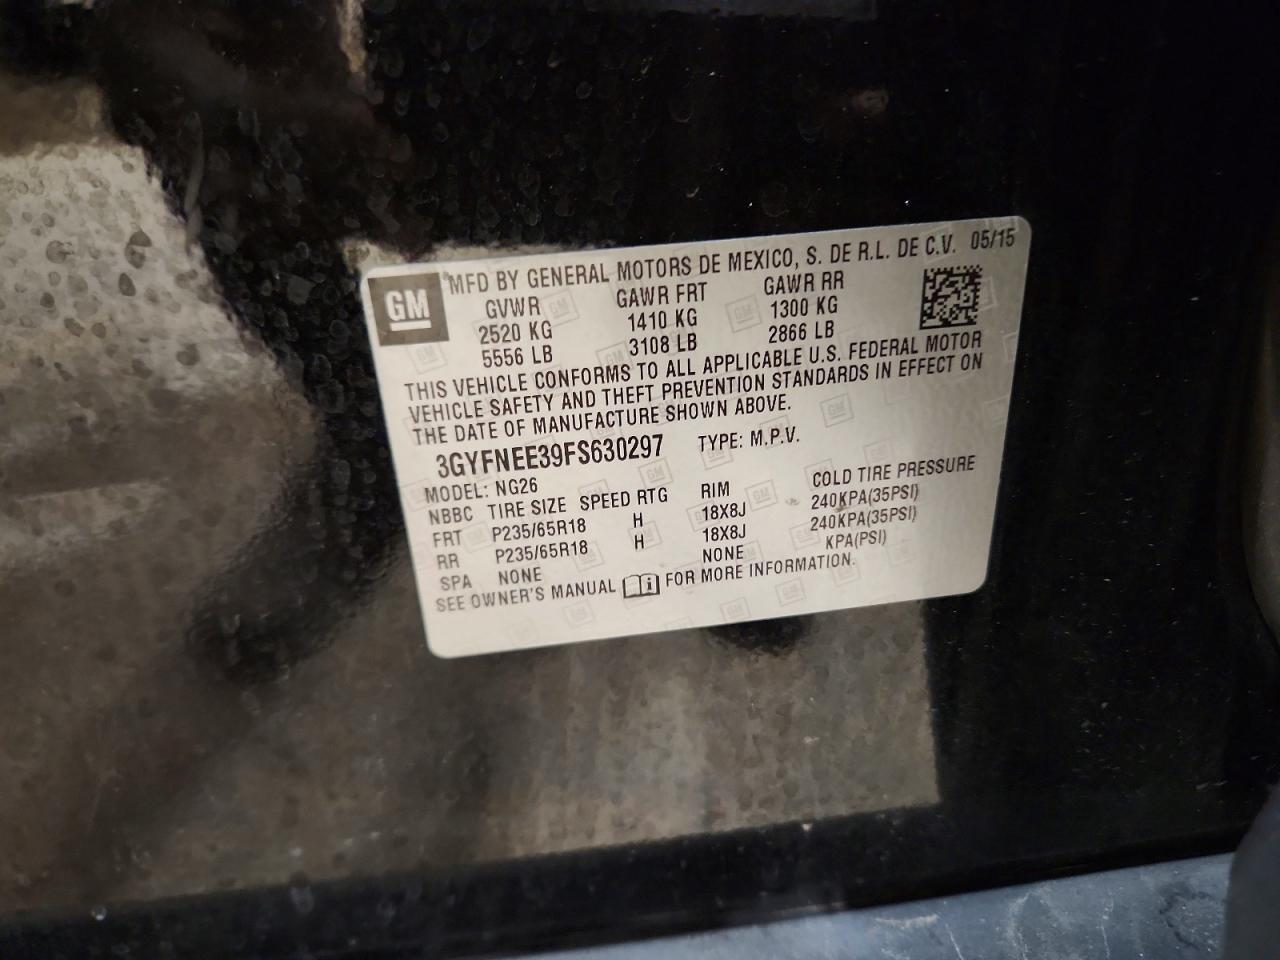 GM
MFD BY GENERAL MOTORS DE MEXICO, S. DE R.L. DE C.V. 05/15
GVWR GAWR FRT GAWR RR
2520 KG 1410 KG 1300 KG
5556 LB 3108 LB 2866 LB
THIS VEHICLE CONFORMS TO ALL APPLICABLE U.S. FEDERAL MOTOR
VEHICLE SAFETY AND THEFT PREVENTION STANDARDS IN EFFECT ON
THE DATE OF MANUFACTURE SHOWN ABOVE.
3GYFNEE39FS630297 TYPE: M.P.V.
MODEL: NG26
NBBC TIRE SIZE SPEED RTG RIM COLD TIRE PRESSURE
FRT P235/65R18 H 18X8J 240KPA(35PSI)
RR P235/65R18 H 18X8J 240KPA(35PSI)
SPA NONE NONE KPA(PSI)
SEE OWNER'S MANUAL FOR MORE INFORMATION.